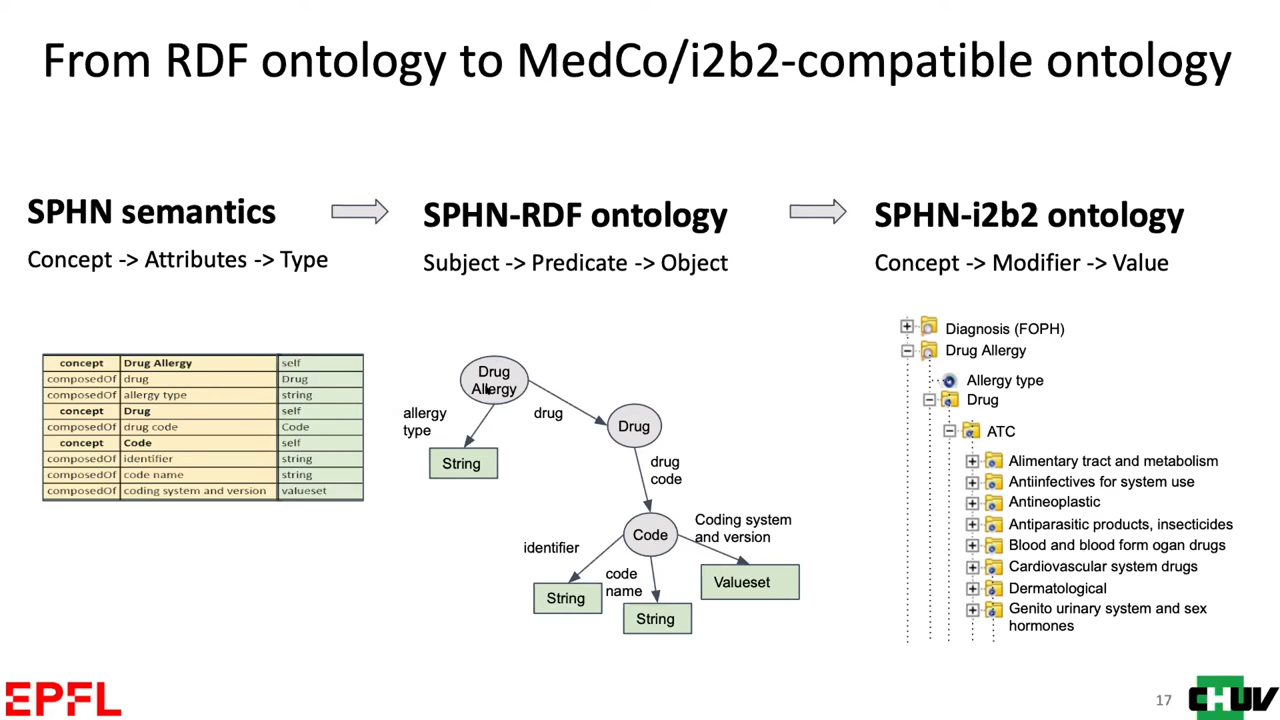 From RDF ontology to MedCo/i2b2-compatible ontology
SPHN semantics
Concept -> Attributes -> Type
concept Drug Allergy self
composedOf drug Drug
composedOf allergy type string
concept Drug self
composedOf drug code Code
concept Code self
composedOf identifier string
composedOf code name string
composedOf coding system and version valueset
SPHN-RDF ontology
Subject -> Predicate -> Object
Drug
Allergy
allergy
type
drug
String
Drug
drug
code
Code
Coding system
and version
identifier
code
name
Valueset
String
String
SPHN-i2b2 ontology
Concept -> Modifier -> Value
Diagnosis (FOPH)
Drug Allergy
Allergy type
Drug
ATC
Alimentary tract and metabolism
Antiinfectives for system use
Antineoplastic
Antiparasitic products, insecticides
Blood and blood form ogan drugs
Cardiovascular system drugs
Dermatological
Genito urinary system and sex
hormones
EPFL
17
CHUV